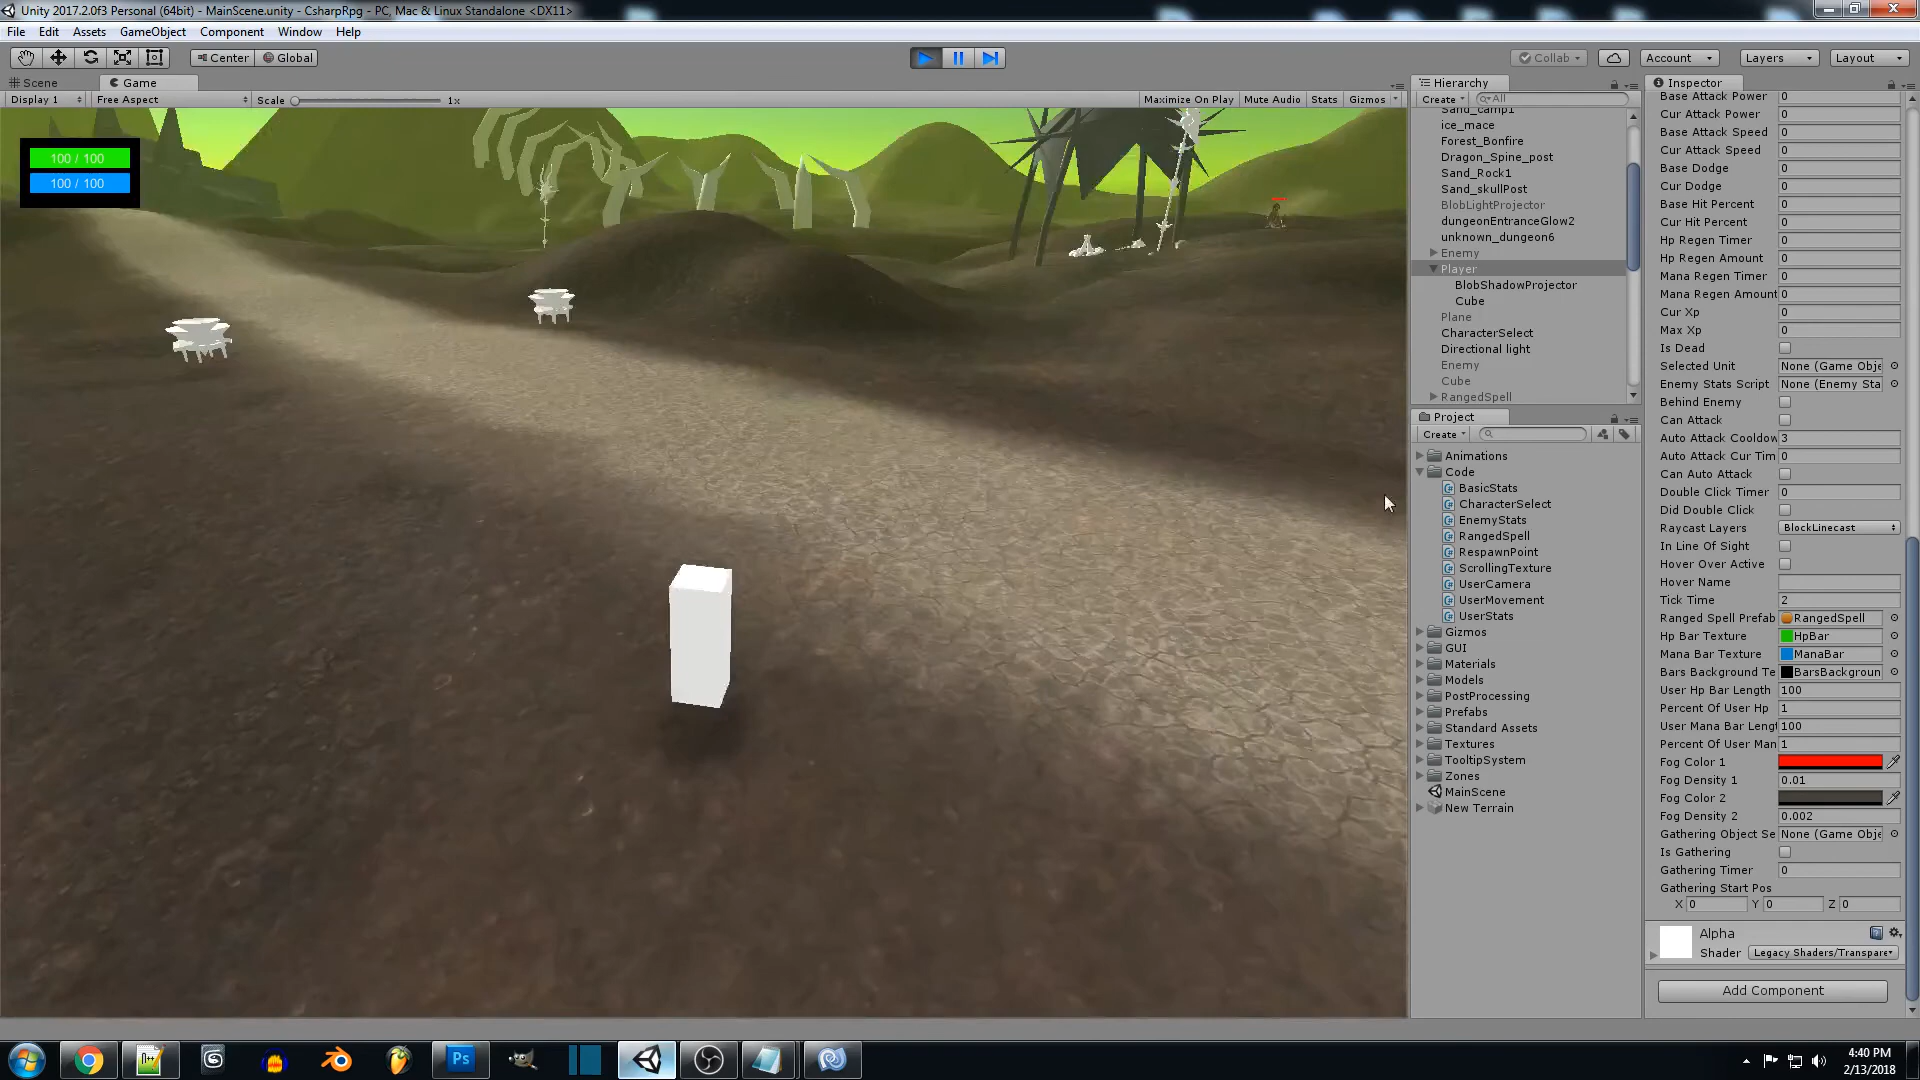 Unity 2017.2.0f3 Personal (64bit) - MainScene.unity - CsharpRpg - PC, Mac & Linux Standalone <DX11>
File Edit Assets GameObject Component Window Help
Center Global Collab Account Layers Layout
Scene Game
Display 1 Free Aspect Scale 1x Maximize On Play Mute Audio Stats Gizmos
100 / 100
100 / 100
Hierarchy
Create All
Sand_camp1
ice_mace
Forest_Bonfire
Dragon_Spine_post
Sand_Rock1
Sand_skullPost
BlobLightProjector
dungeonEntranceGlow2
unknown_dungeon6
Enemy
Player
BlobShadowProjector
Cube
Plane
CharacterSelect
Directional light
Enemy
Cube
RangedSpell
Project
Create
Animations
Code
BasicStats
CharacterSelect
EnemyStats
RangedSpell
RespawnPoint
ScrollingTexture
UserCamera
UserMovement
UserStats
Gizmos
GUI
Materials
Models
PostProcessing
Prefabs
Standard Assets
Textures
TooltipSystem
Zones
MainScene
New Terrain
Inspector
Base Attack Power 0
Cur Attack Power 0
Base Attack Speed 0
Cur Attack Speed 0
Base Dodge 0
Cur Dodge 0
Base Hit Percent 0
Cur Hit Percent 0
Hp Regen Timer 0
Hp Regen Amount 0
Mana Regen Timer 0
Mana Regen Amount 0
Cur Xp 0
Max Xp 0
Is Dead
Selected Unit None (Game Obje
Enemy Stats Script None (Enemy Sta
Behind Enemy
Can Attack
Auto Attack Cooldow 3
Auto Attack Cur Tim 0
Can Auto Attack
Double Click Timer 0
Did Double Click
Raycast Layers BlockLinecast
In Line Of Sight
Hover Over Active
Hover Name
Tick Time 2
Ranged Spell Prefab RangedSpell
Hp Bar Texture HpBar
Mana Bar Texture ManaBar
Bars Background Te BarsBackgroun
User Hp Bar Length 100
Percent Of User Hp 1
User Mana Bar Lengt 100
Percent Of User Man 1
Fog Color 1
Fog Density 1 0.01
Fog Color 2
Fog Density 2 0.002
Gathering Object Se None (Game Obje
Is Gathering
Gathering Timer 0
Gathering Start Pos
X 0 Y 0 Z 0
Alpha
Shader Legacy Shaders/Transpare
Add Component
Ps
4:40 PM
2/13/2018